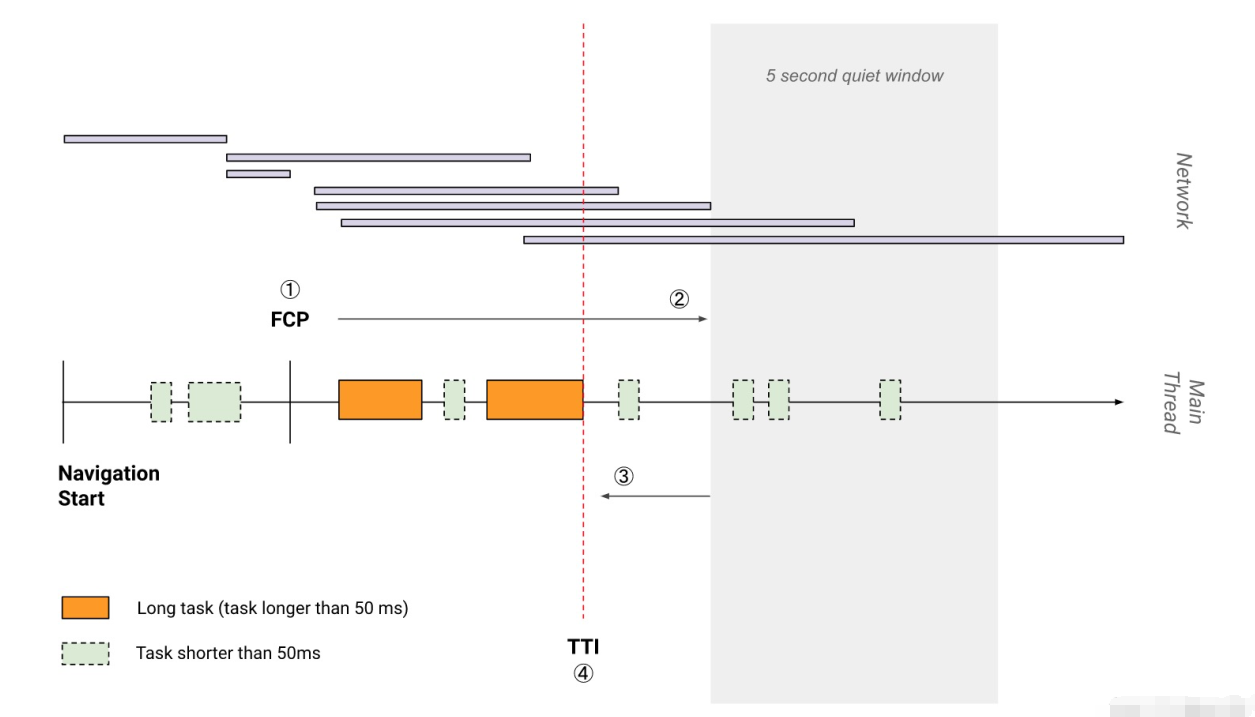 5 second quiet window
Network
①
FCP
②
Main
Thread
Navigation
Start
③
Long task (task longer than 50 ms)
Task shorter than 50ms
TTI
④